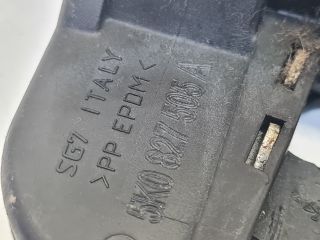 SG7 ITALY
>PP EPDM<
5K0 827 505 A